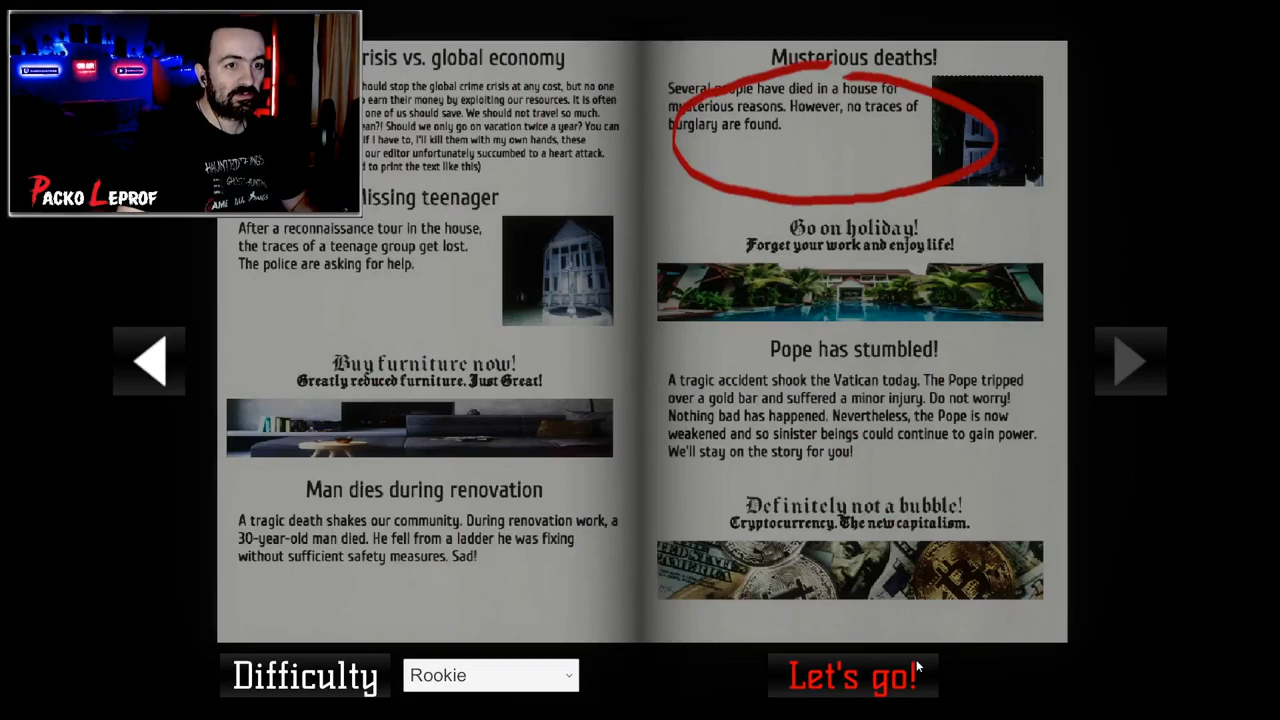 PACKO LEPROF
risis vs. global economy
hould stop the global crime crisis at any cost, but no one
earn their money by exploiting our resources. It is often
one of us should save. We should not travel so much.
ean?! Should we only go on vacation twice a year? You can
if I have to, I'll kill them with my own hands, these
our editor unfortunately succumbed to a heart attack.
d to print the text like this)
issing teenager
After a reconnaissance tour in the house,
the traces of a teenage group get lost.
The police are asking for help.
Buy furniture now!
Greatly reduced furniture. Just Great!
Man dies during renovation
A tragic death shakes our community. During renovation work, a
30-year-old man died. He fell from a ladder he was fixing
without sufficient safety measures. Sad!
Mysterious deaths!
Several people have died in a house for
mysterious reasons. However, no traces of
burglary are found.
Go on holiday!
Forget your work and enjoy life!
Pope has stumbled!
A tragic accident shook the Vatican today. The Pope tripped
over a gold bar and suffered a minor injury. Do not worry!
Nothing bad has happened. Nevertheless, the Pope is now
weakened and so sinister beings could continue to gain power.
We'll stay on the story for you!
Definitely not a bubble!
Cryptocurrency. The new capitalism.
Difficulty
Rookie
Let's go!